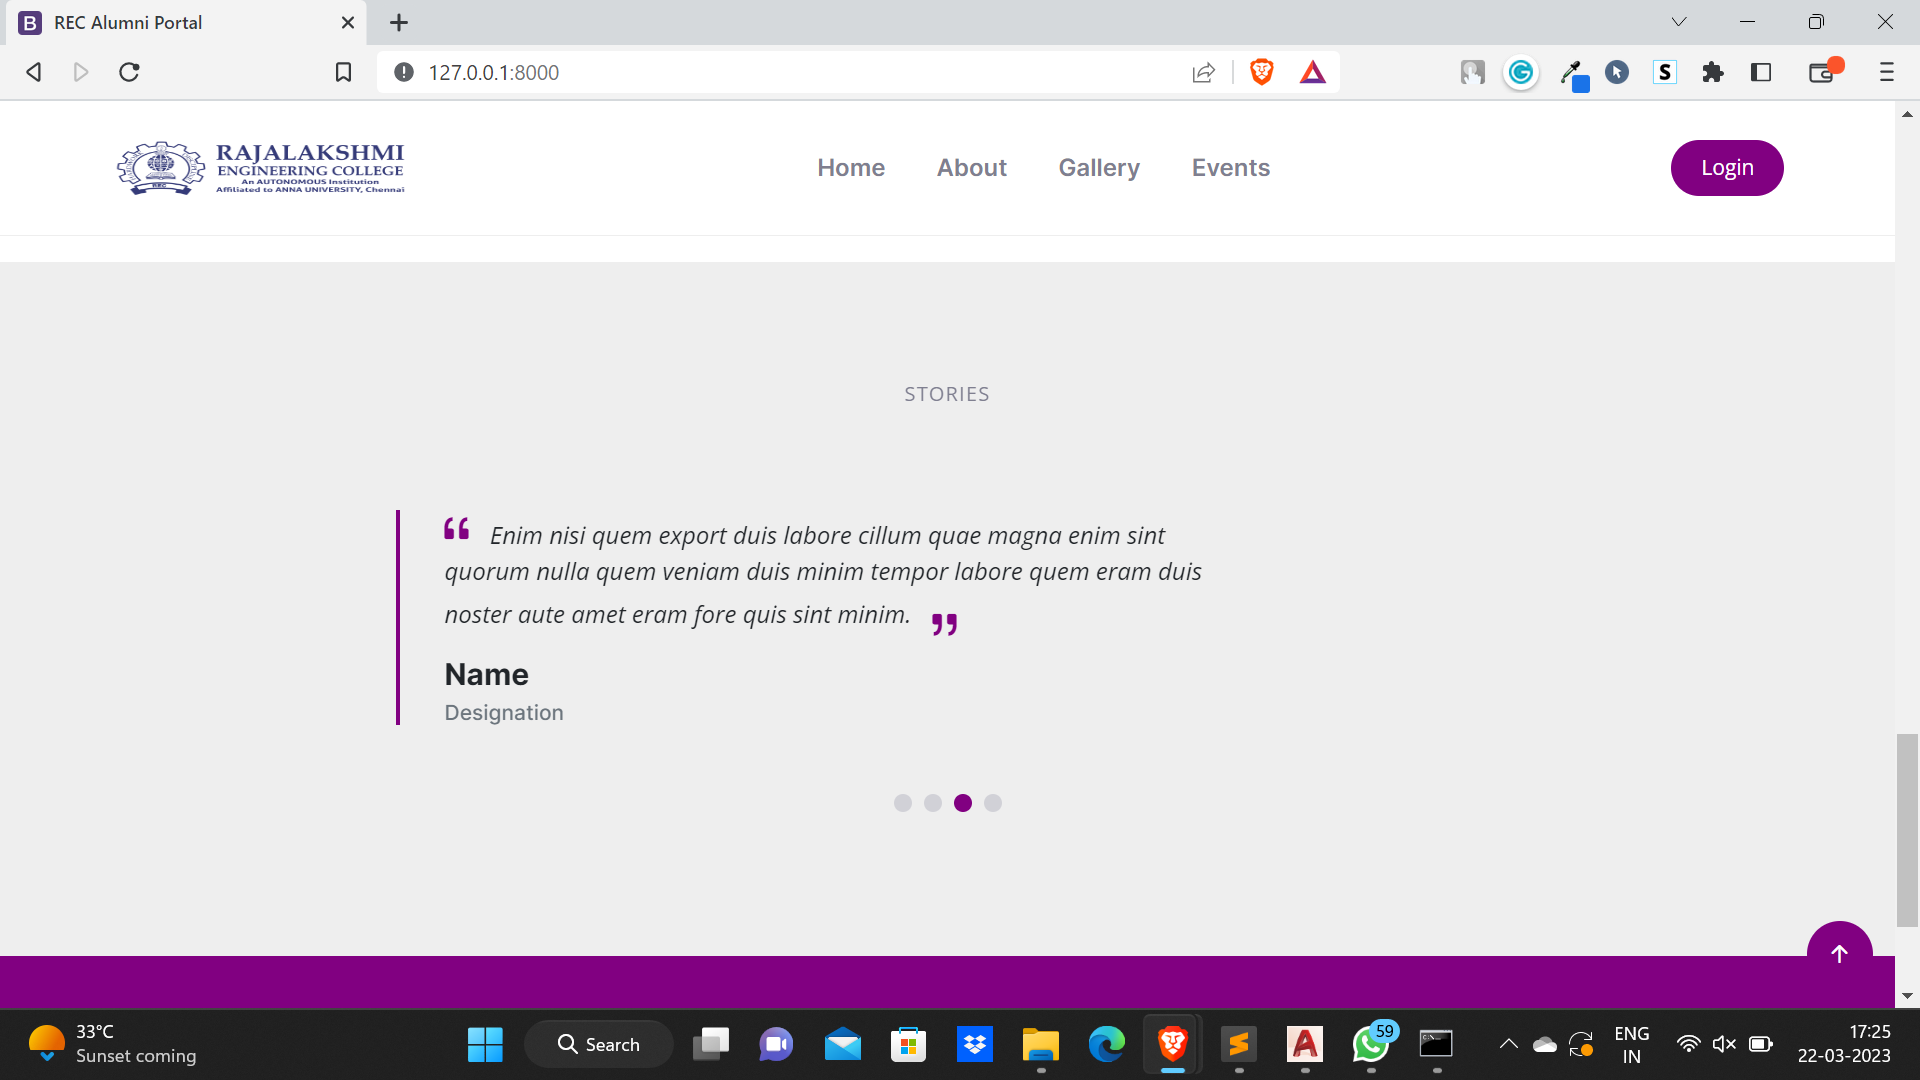 REC Alumni Portal
127.0.0.1:8000
S
RAJALAKSHMI
ENGINEERING COLLEGE
An AUTONOMOUS Institution
Affiliated to ANNA UNIVERSITY, Chennai
REC
Home
About
Gallery
Events
Login
STORIES
“ Enim nisi quem export duis labore cillum quae magna enim sint
quorum nulla quem veniam duis minim tempor labore quem eram duis
noster aute amet eram fore quis sint minim. ”
Name
Designation
33°C
Sunset coming
Search
59
ENG
IN
17:25
22-03-2023